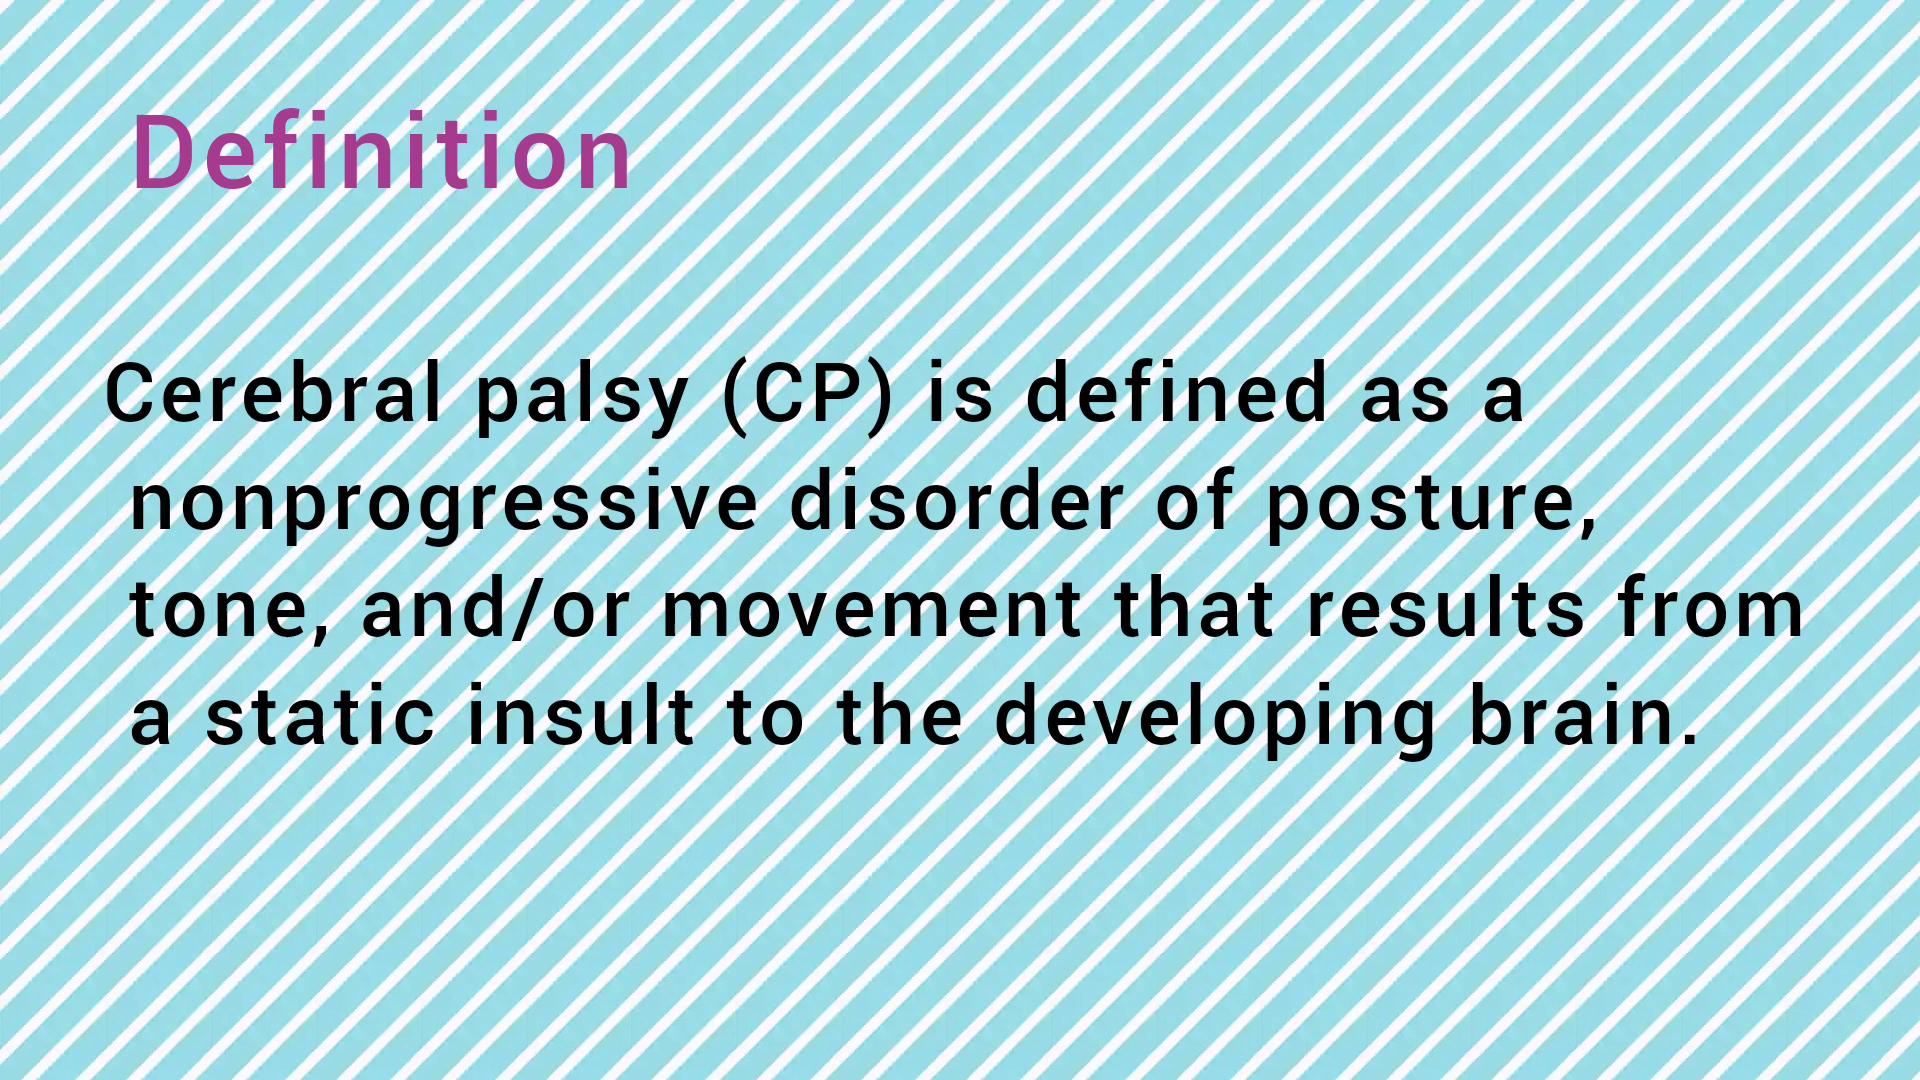 Definition
Cerebral palsy (CP) is defined as a
nonprogressive disorder of posture,
tone, and/or movement that results from
a static insult to the developing brain.